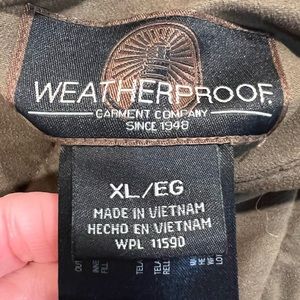 WEATHERPROOF.
GARMENT COMPANY
SINCE 1948
XL/EG
MADE IN VIETNAM
HECHO EN VIETNAM
WPL 11590